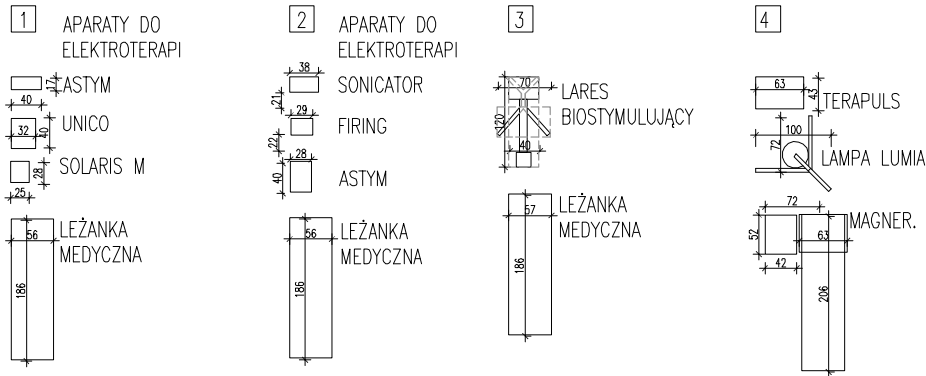 1 APARATY DO
ELEKTROTERAPI
17 ASTYM
40
UNICO
32 40
SOLARIS M
28
25
LEŻANKA
56
MEDYCZNA
186
2 APARATY DO
ELEKTROTERAPI
38
SONICATOR
21
29
FIRING
22
28
40 ASTYM
LEŻANKA
56
MEDYCZNA
186
3
70
LARES
BIOSTYMULUJĄCY
120
40
LEŻANKA
57
MEDYCZNA
186
4
63 43
TERAPULS
100
72
LAMPA LUMIA
72
MAGNER.
52 63
42
206